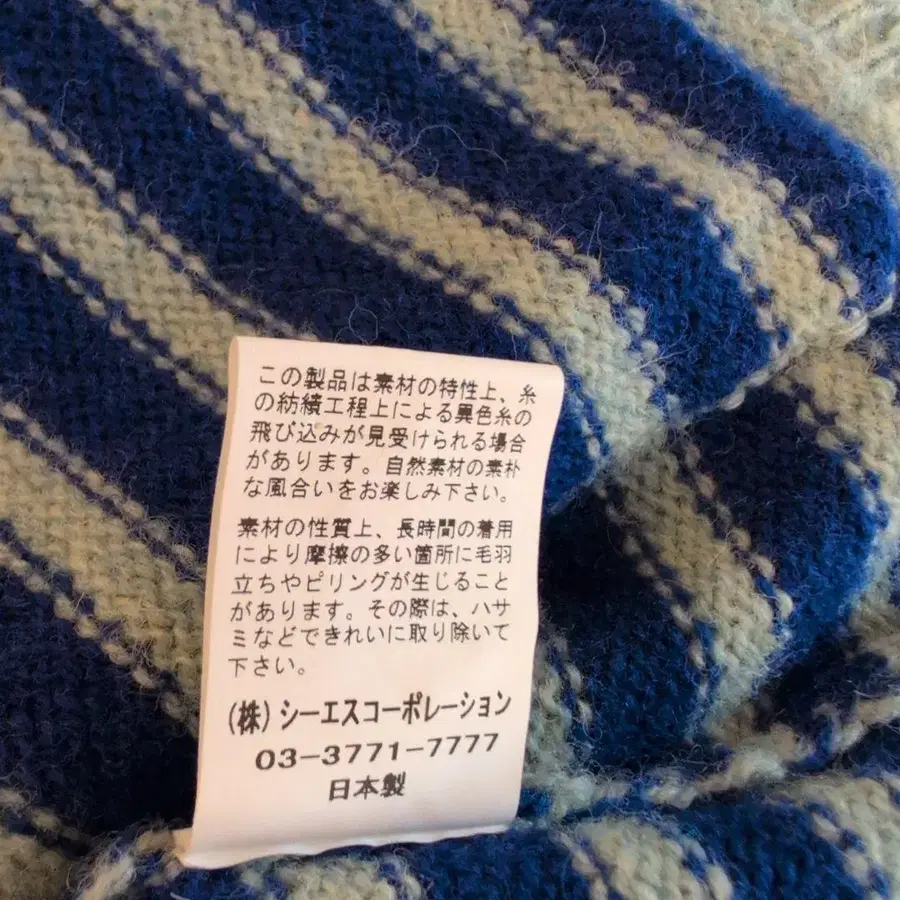 この製品は素材の特性上、糸
の紡績工程上による異色糸の
飛び込みが見受けられる場合
があります。自然素材の素朴
な風合いをお楽しみ下さい。
素材の性質上、長時間の着用
により摩擦の多い箇所に毛羽
立ちやピリングが生じること
があります。その際は、ハサ
ミなどできれいに取り除いて
下さい。
(株)シーエスコーポレーション
03-3771-7777
日本製